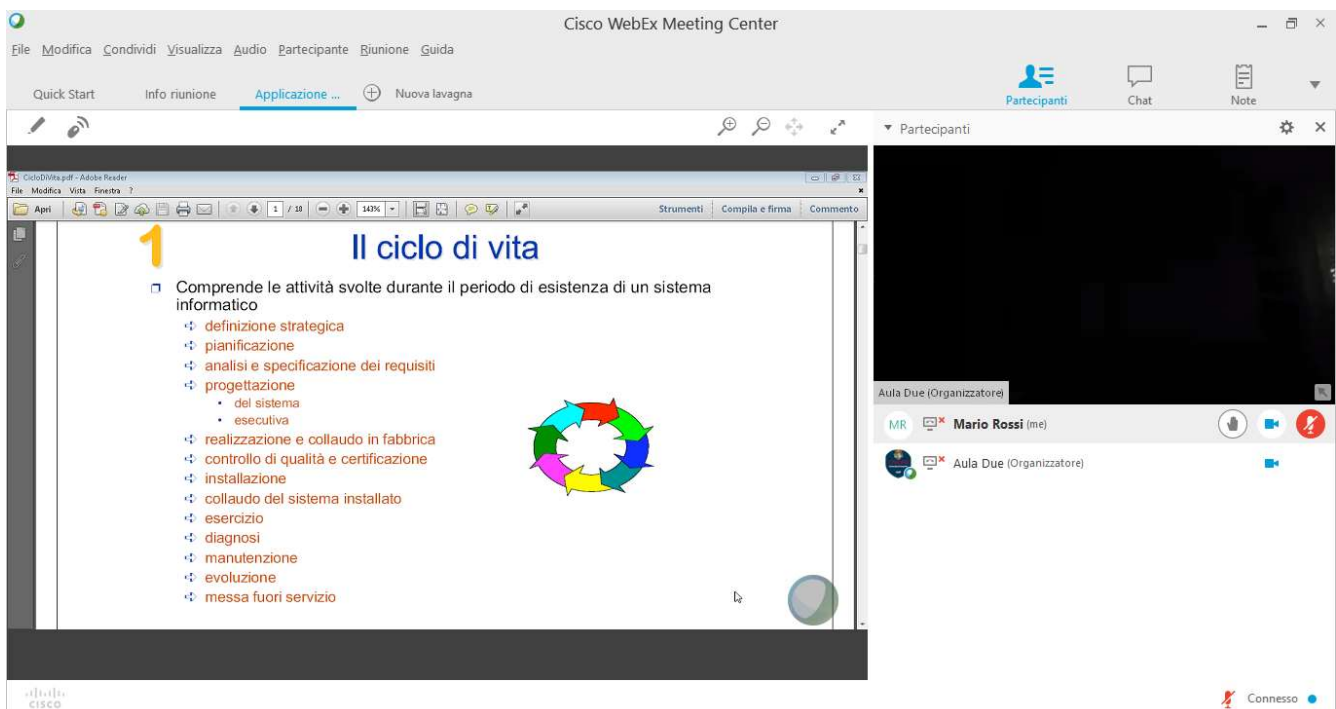 Cisco WebEx Meeting Center
File Modifica Condividi Visualizza Audio Partecipante Riunione Guida
Quick Start Info riunione Applicazione ... Nuova lavagna
Partecipanti Chat Note
Partecipanti
CicloDiVita.pdf - Adobe Reader
File Modifica Vista Finestra ?
Apri 1 / 18 143% Strumenti Compila e firma Commento
1
Il ciclo di vita
Comprende le attività svolte durante il periodo di esistenza di un sistema
informatico
definizione strategica
pianificazione
analisi e specificazione dei requisiti
progettazione
del sistema
esecutiva
realizzazione e collaudo in fabbrica
controllo di qualità e certificazione
installazione
collaudo del sistema installato
esercizio
diagnosi
manutenzione
evoluzione
messa fuori servizio
Aula Due (Organizzatore)
MR Mario Rossi (me)
Aula Due (Organizzatore)
CISCO
Connesso